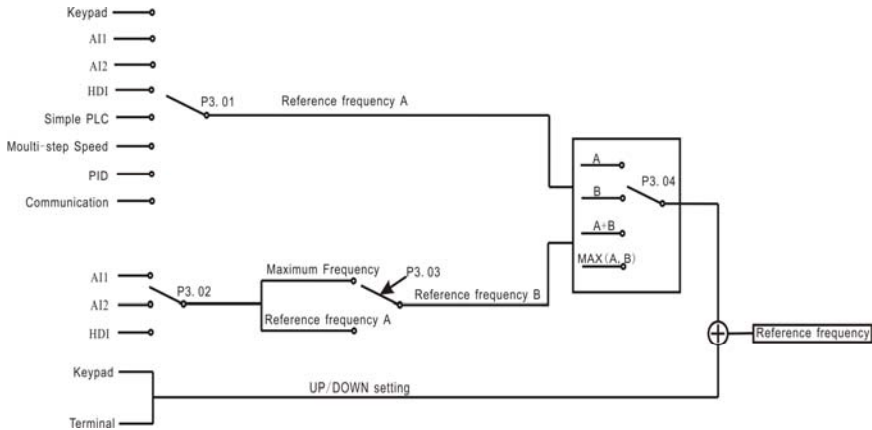 Keypad
AI1
AI2
HDI
P3. 01
Reference frequency A
Simple PLC
Moulti-step Speed
PID
Communication
A
B
P3. 04
A+B
MAX(A, B)
AI1
AI2
HDI
P3. 02
Maximum Frequency
P3. 03
Reference frequency B
Reference frequency A
Reference frequency
Keypad
UP/DOWN setting
Terminal